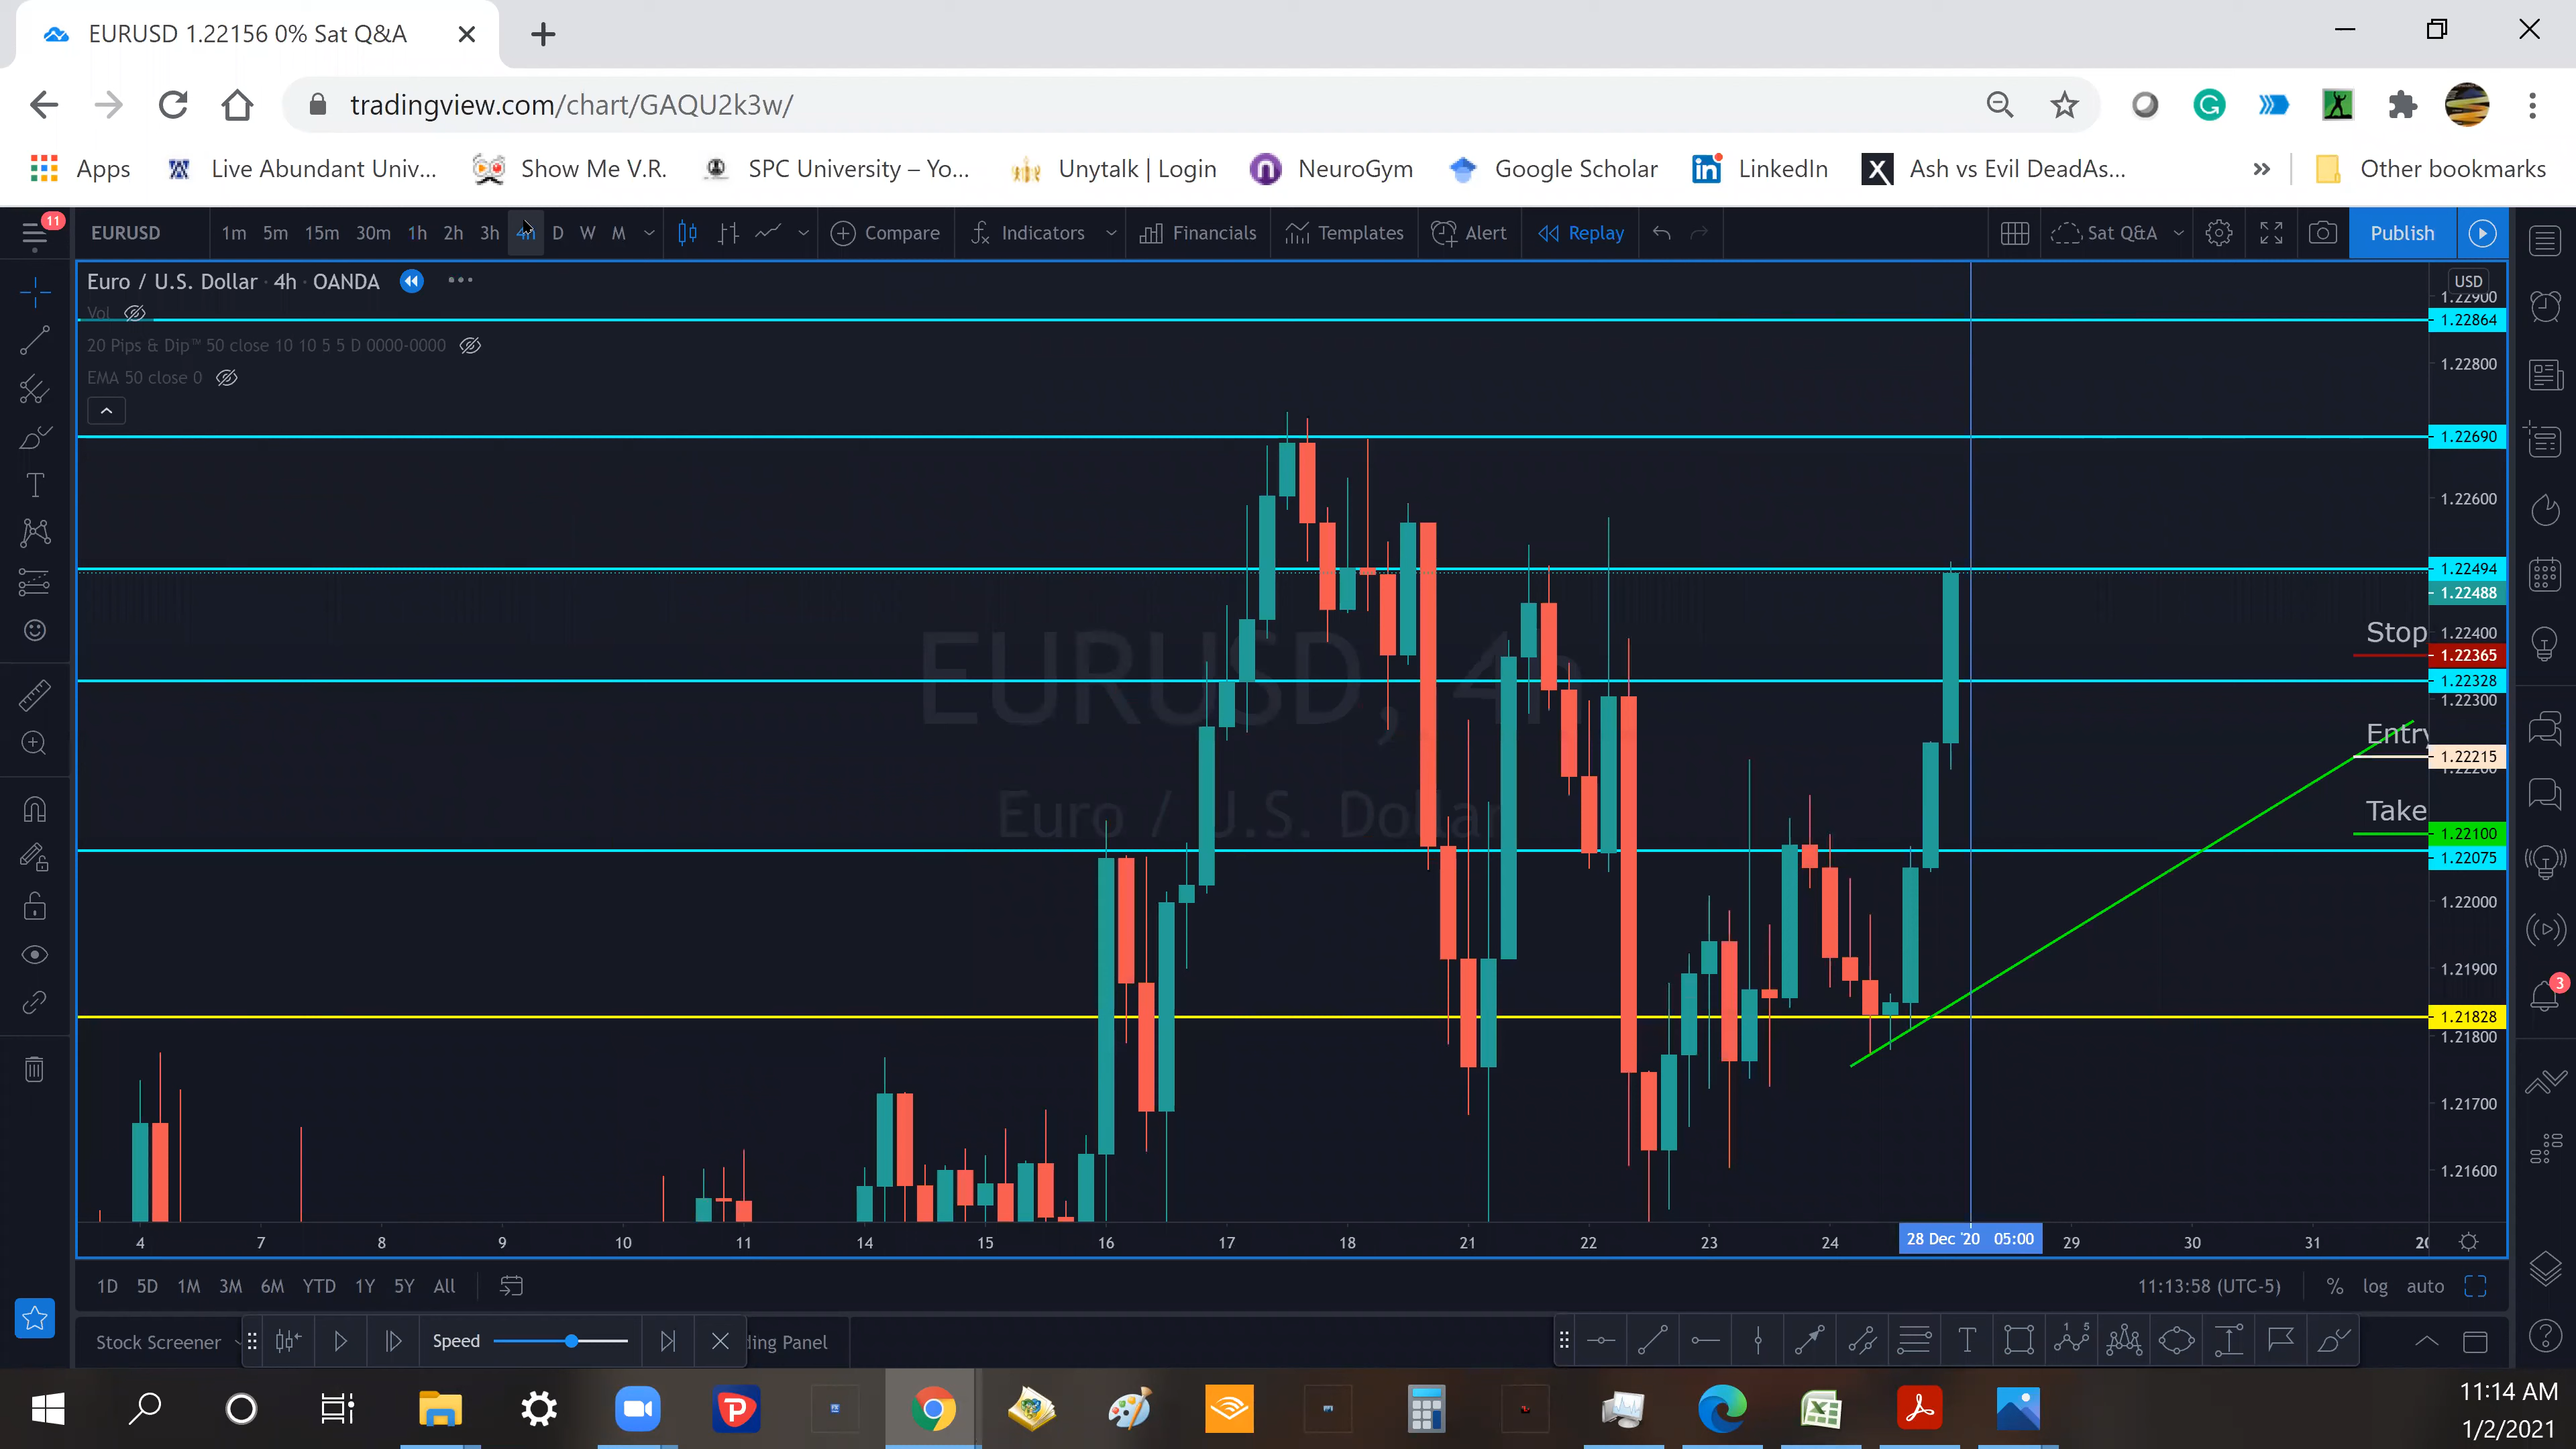 EURUSD 1.22156 0% Sat Q&A
tradingview.com/chart/GAQU2k3w/
Apps Live Abundant Univ... Show Me V.R. SPC University – Yo... Unytalk | Login NeuroGym Google Scholar LinkedIn Ash vs Evil DeadAs... » Other bookmarks
11 EURUSD 1m 5m 15m 30m 1h 2h 3h 4h D W M Compare Indicators Financials Templates Alert Replay Sat Q&A Publish
Euro / U.S. Dollar · 4h · OANDA
USD
Vol
20 Pips & Dip™ 50 close 10 10 5 5 D 0000-0000
EMA 50 close 0
1.22900
1.22864
1.22800
1.22690
1.22600
1.22494
1.22488
Stop
1.22400
1.22365
1.22328
1.22300
EURUSD, 4h
Entry
1.22215
1.22200
Euro / U.S. Dollar
Take
1.22100
1.22075
1.22000
1.21900
3
1.21828
1.21800
1.21700
1.21600
4 7 8 9 10 11 14 15 16 17 18 21 22 23 24 28 Dec '20 05:00 29 30 31
1D 5D 1M 3M 6M YTD 1Y 5Y All 11:13:58 (UTC-5) % log auto
Stock Screener Speed ding Panel
11:14 AM
1/2/2021